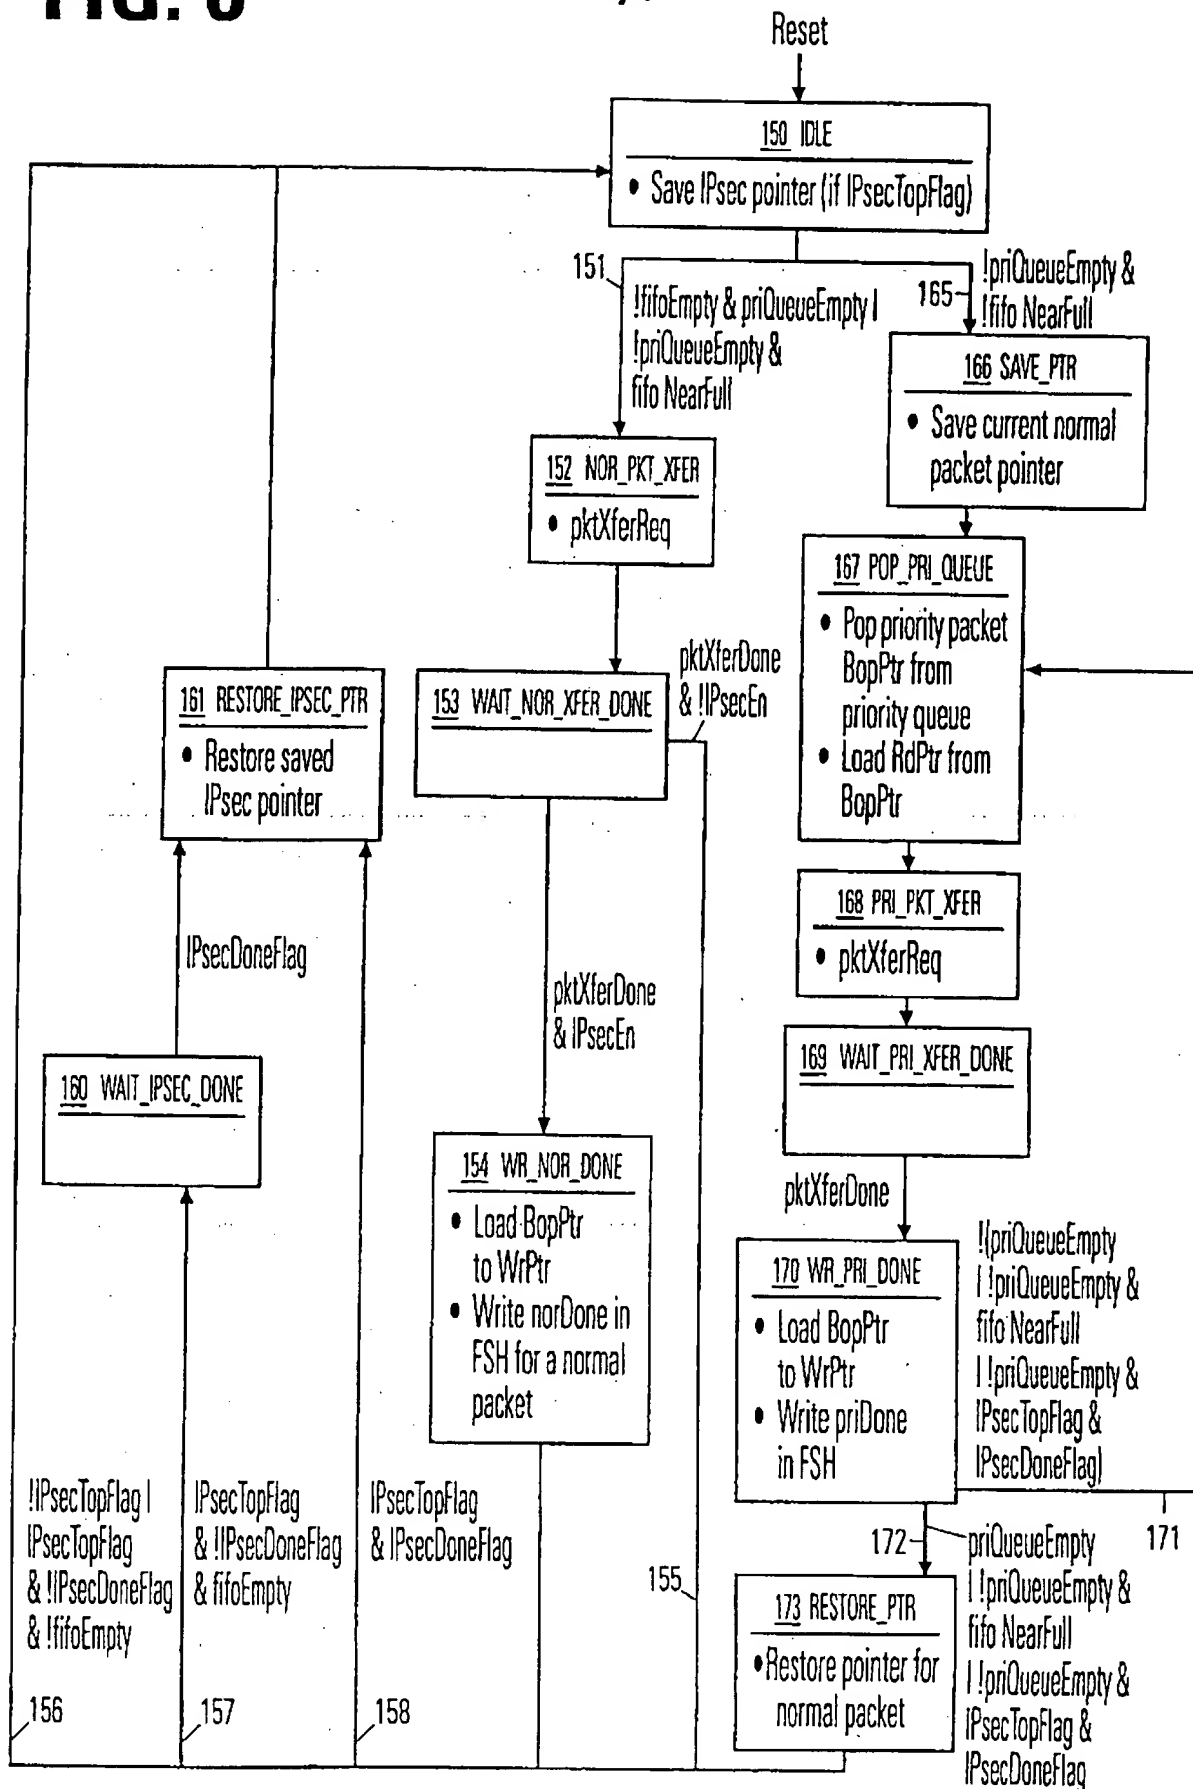 Reset
150 IDLE
• Save IPsec pointer (if IPsecTopFlag)
151
!fifoEmpty & priQueueEmpty |
!priQueueEmpty &
fifo NearFull
165
!priQueueEmpty &
!fifo NearFull
166 SAVE_PTR
• Save current normal
packet pointer
152 NOR_PKT_XFER
• pktXferReq
167 POP_PRI_QUEUE
• Pop priority packet
BopPtr from
priority queue
• Load RdPtr from
BopPtr
161 RESTORE_IPSEC_PTR
• Restore saved
IPsec pointer
153 WAIT_NOR_XFER_DONE
pktXferDone
& !IPsecEn
168 PRI_PKT_XFER
• pktXferReq
IPsecDoneFlag
pktXferDone
& IPsecEn
169 WAIT_PRI_XFER_DONE
160 WAIT_IPSEC_DONE
154 WR_NOR_DONE
• Load BopPtr
to WrPtr
• Write norDone in
FSH for a normal
packet
pktXferDone
170 WR_PRI_DONE
• Load BopPtr
to WrPtr
• Write priDone
in FSH
!(priQueueEmpty
| !priQueueEmpty &
fifo NearFull
| !priQueueEmpty &
IPsecTopFlag &
IPsecDoneFlag)
171
!IPsecTopFlag |
IPsecTopFlag
& !IPsecDoneFlag
& !fifoEmpty
IPsecTopFlag
& !IPsecDoneFlag
& fifoEmpty
IPsecTopFlag
& IPsecDoneFlag
155
172
priQueueEmpty
| !priQueueEmpty &
fifo NearFull
| !priQueueEmpty &
IPsecTopFlag &
IPsecDoneFlag
173 RESTORE_PTR
• Restore pointer for
normal packet
156
157
158